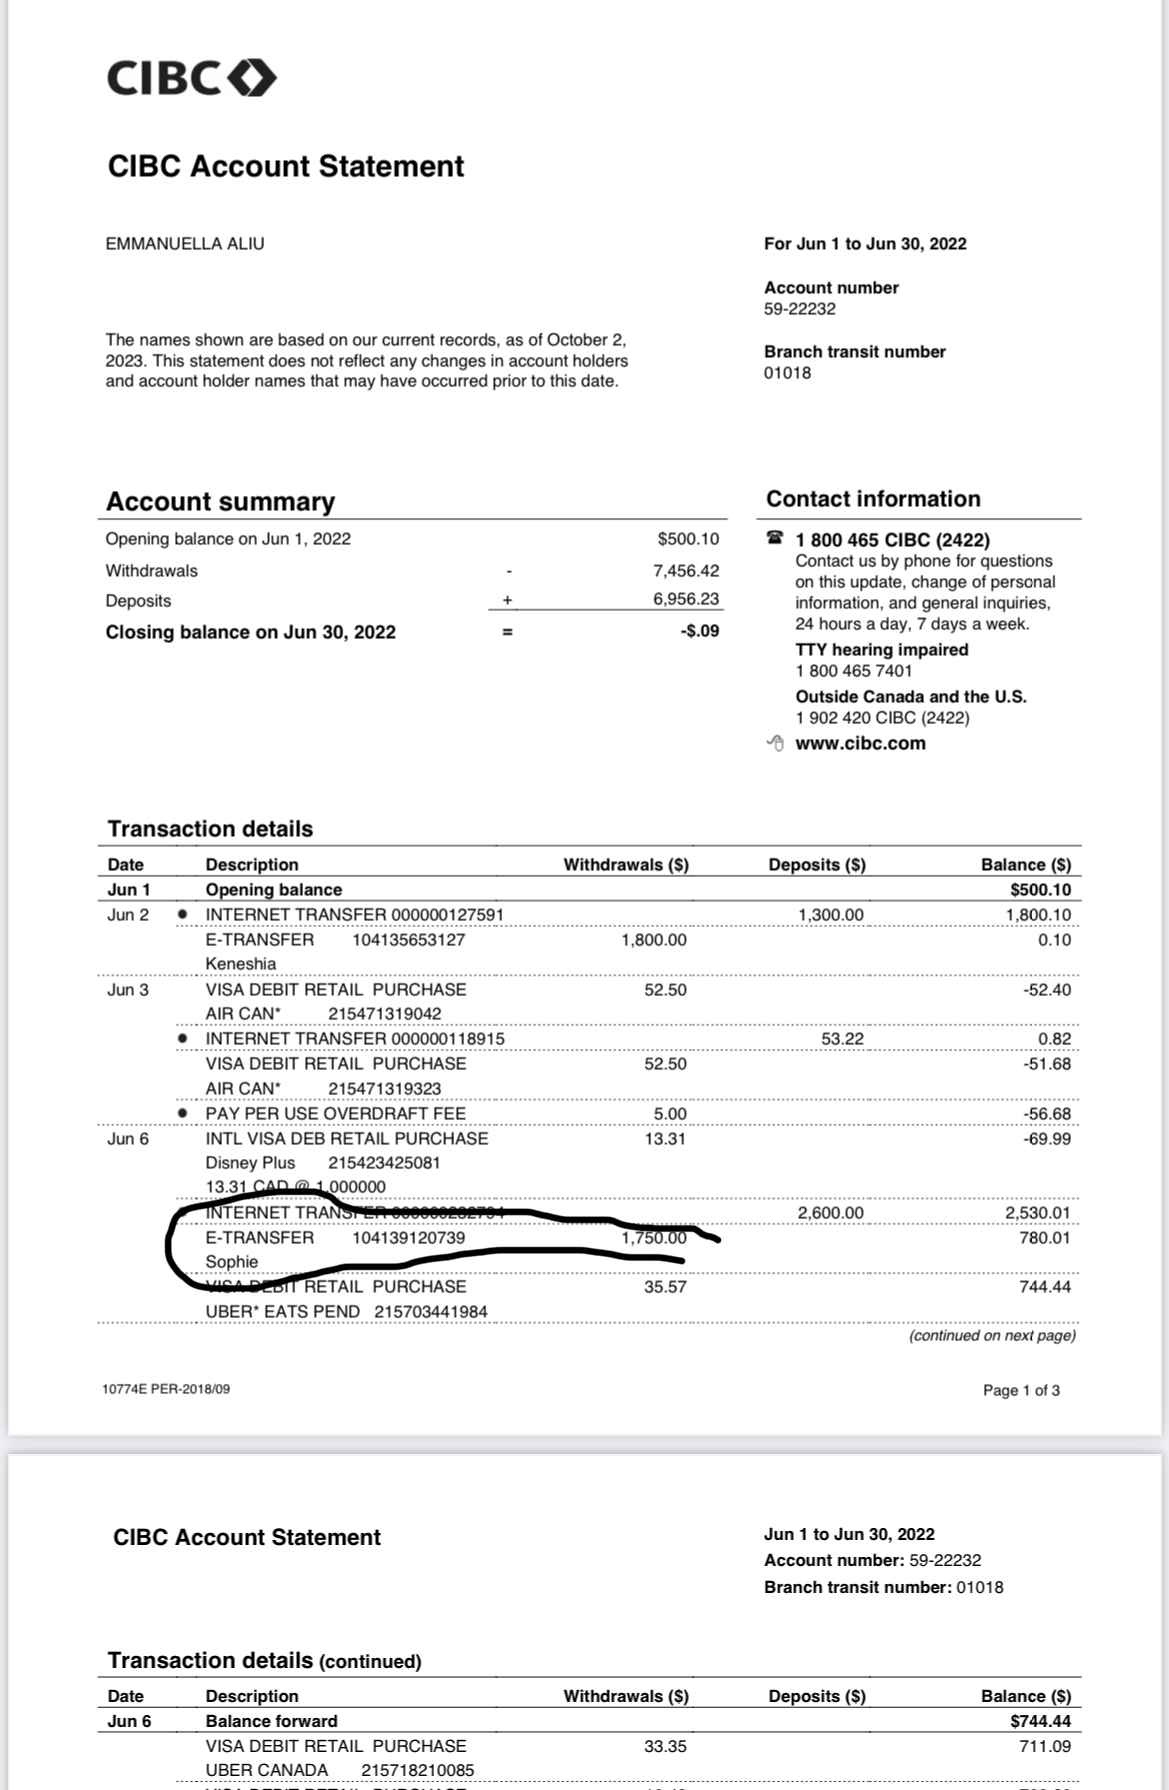 CIBC
CIBC Account Statement
EMMANUELLA ALIU
For Jun 1 to Jun 30, 2022
Account number
59-22232
The names shown are based on our current records, as of October 2,
2023. This statement does not reflect any changes in account holders
and account holder names that may have occurred prior to this date.
Branch transit number
01018
Account summary
Opening balance on Jun 1, 2022 $500.10
Withdrawals - 7,456.42
Deposits + 6,956.23
Closing balance on Jun 30, 2022 = -$.09
Contact information
1 800 465 CIBC (2422)
Contact us by phone for questions
on this update, change of personal
information, and general inquiries,
24 hours a day, 7 days a week.
TTY hearing impaired
1 800 465 7401
Outside Canada and the U.S.
1 902 420 CIBC (2422)
www.cibc.com
Transaction details
Date Description Withdrawals ($) Deposits ($) Balance ($)
Jun 1 Opening balance $500.10
Jun 2 ● INTERNET TRANSFER 000000127591 1,300.00 1,800.10
E-TRANSFER 104135653127 1,800.00 0.10
Keneshia
Jun 3 VISA DEBIT RETAIL PURCHASE 52.50 -52.40
AIR CAN* 215471319042
● INTERNET TRANSFER 000000118915 53.22 0.82
VISA DEBIT RETAIL PURCHASE 52.50 -51.68
AIR CAN* 215471319323
● PAY PER USE OVERDRAFT FEE 5.00 -56.68
Jun 6 INTL VISA DEB RETAIL PURCHASE 13.31 -69.99
Disney Plus 215423425081
13.31 CAD @ 1.000000
INTERNET TRANSFER 2,600.00 2,530.01
E-TRANSFER 104139120739 1,750.00 780.01
Sophie
VISA DEBIT RETAIL PURCHASE 35.57 744.44
UBER* EATS PEND 215703441984
(continued on next page)
10774E PER-2018/09 Page 1 of 3
CIBC Account Statement
Jun 1 to Jun 30, 2022
Account number: 59-22232
Branch transit number: 01018
Transaction details (continued)
Date Description Withdrawals ($) Deposits ($) Balance ($)
Jun 6 Balance forward $744.44
VISA DEBIT RETAIL PURCHASE 33.35 711.09
UBER CANADA 215718210085